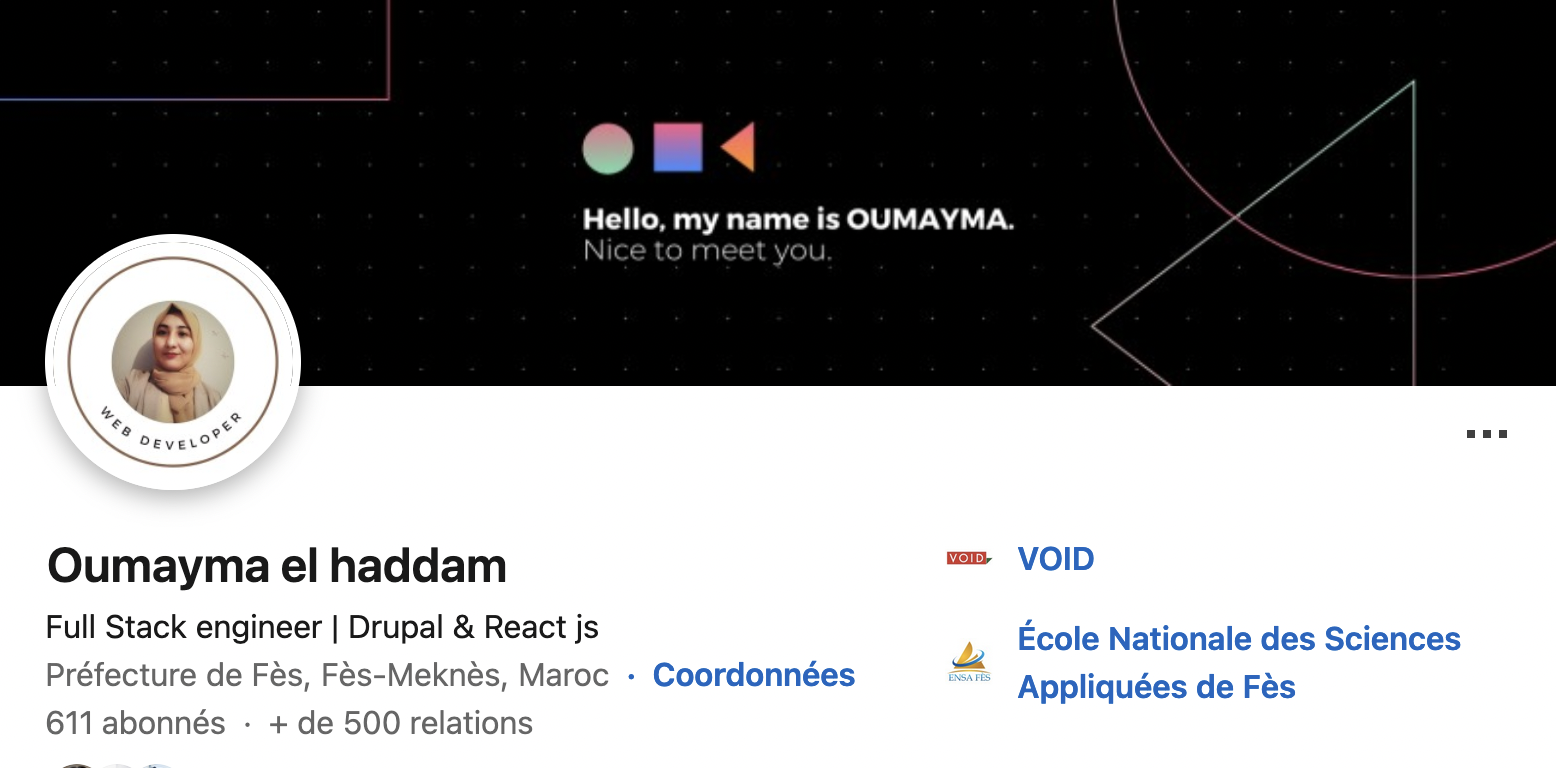 Hello, my name is OUMAYMA.
Nice to meet you.
WEB DEVELOPER
Oumayma el haddam
Full Stack engineer | Drupal & React js
Préfecture de Fès, Fès-Meknès, Maroc · Coordonnées
611 abonnés · + de 500 relations
VOID
VOID
ENSA FÈS
École Nationale des Sciences
Appliquées de Fès